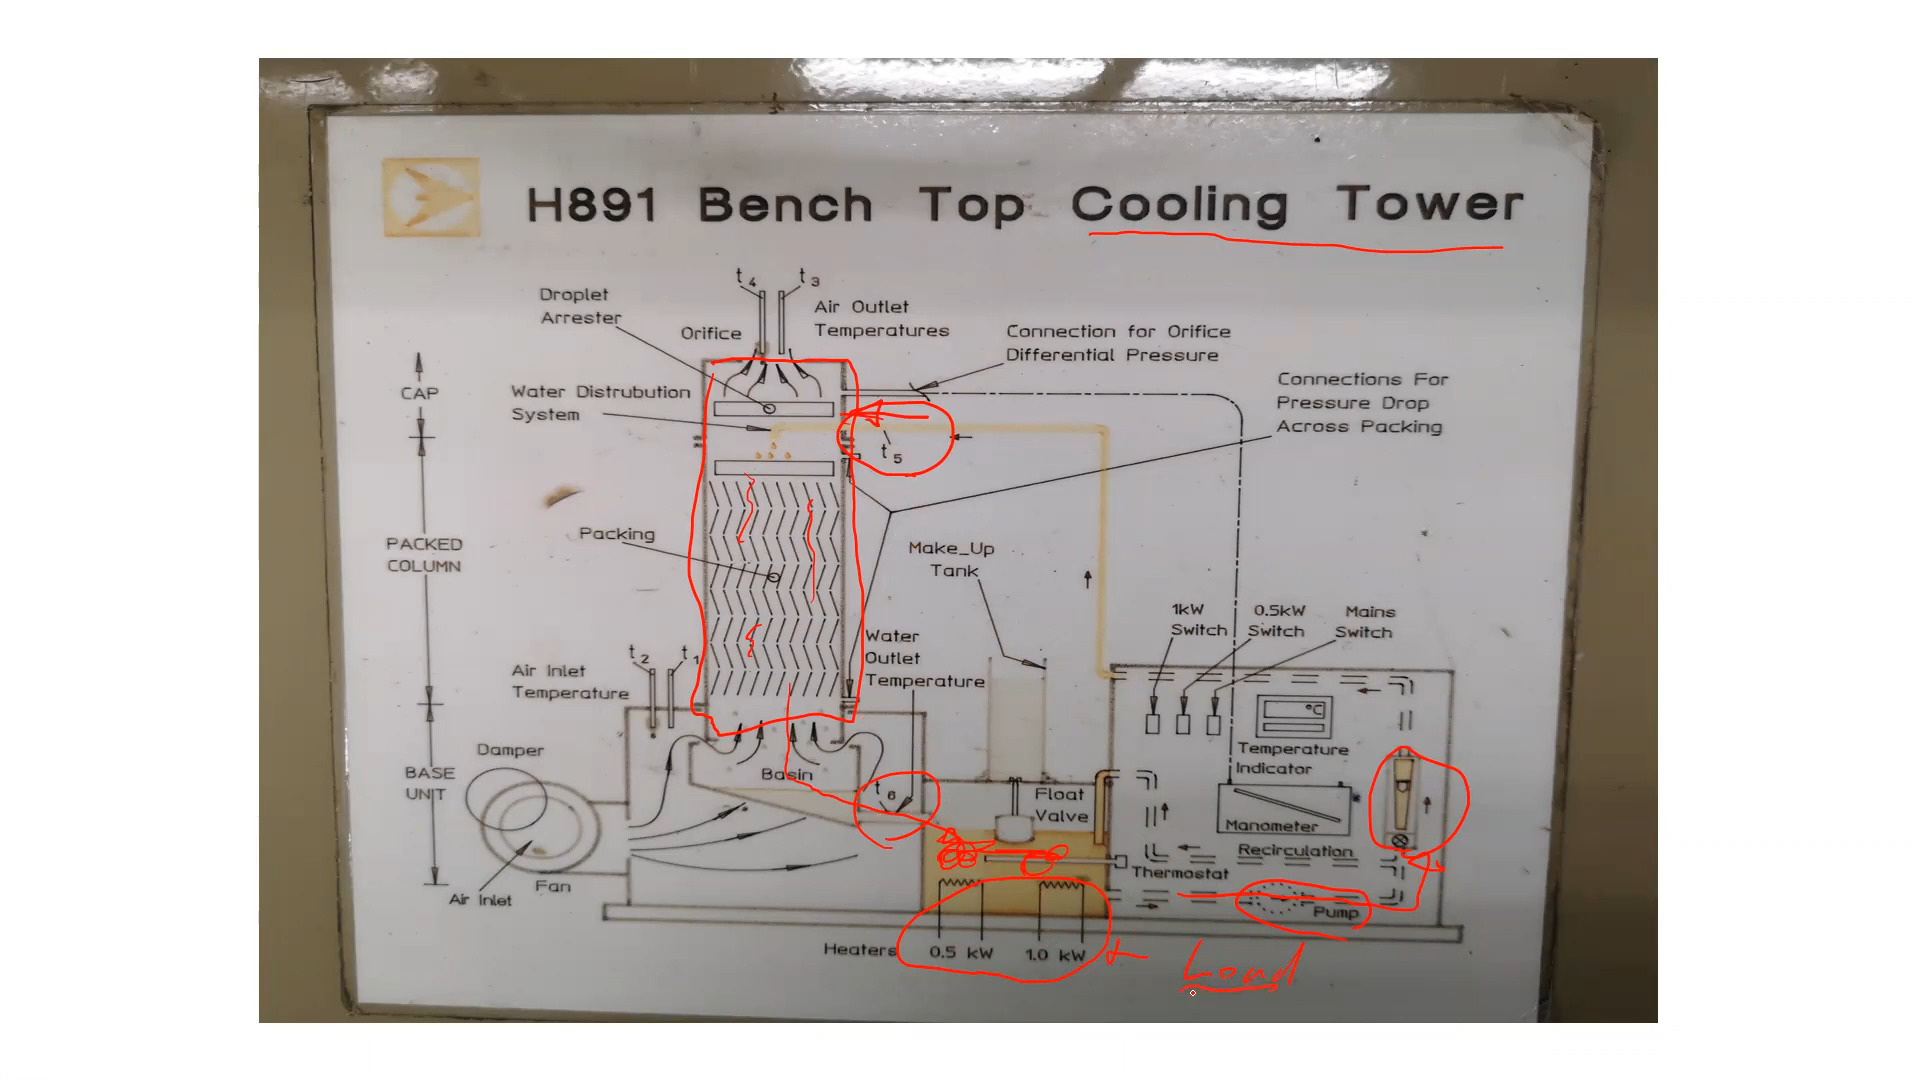 H891 Bench Top Cooling Tower
t4
t3
Droplet
Arrester
Orifice
Air Outlet
Temperatures
Connection for Orifice
Differential Pressure
CAP
Water Distrubution
System
Connections For
Pressure Drop
Across Packing
t5
PACKED
COLUMN
Packing
Make_Up
Tank
1kW
Switch
0.5kW
Switch
Mains
Switch
t2
t1
Air Inlet
Temperature
Water
Outlet
Temperature
°C
Temperature
Indicator
Damper
BASE
UNIT
Basin
t6
Float
Valve
Manometer
Recirculation
Thermostat
Air Inlet
Fan
Pump
Heaters
0.5 kW
1.0 kW
Load